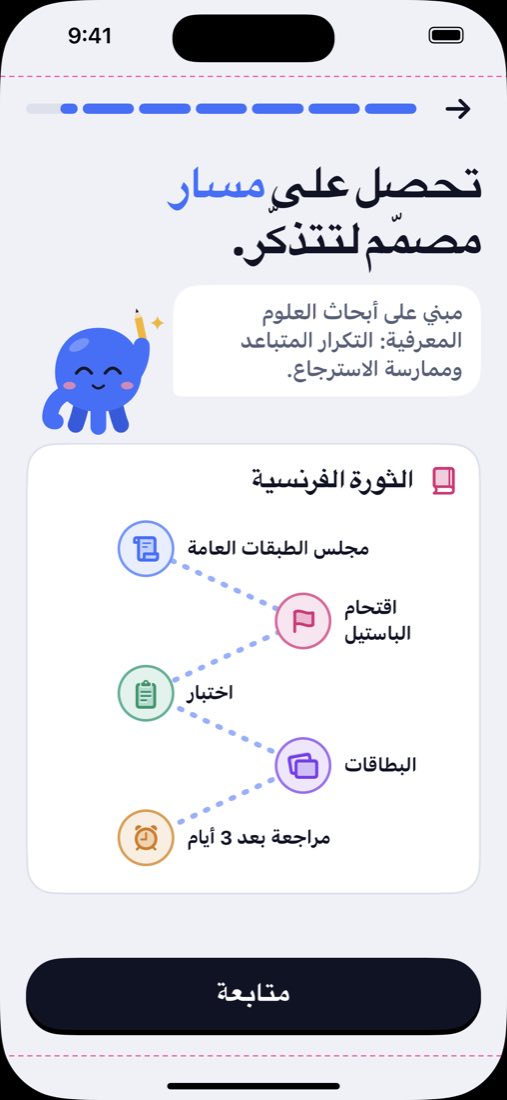 9:41
تحصل على مسار
مصمّم لتتذكّر.
مبني على أبحاث العلوم
المعرفية: التكرار المتباعد
وممارسة الاسترجاع.
الثورة الفرنسية
مجلس الطبقات العامة
اقتحام
الباستيل
اختبار
البطاقات
مراجعة بعد 3 أيام
متابعة